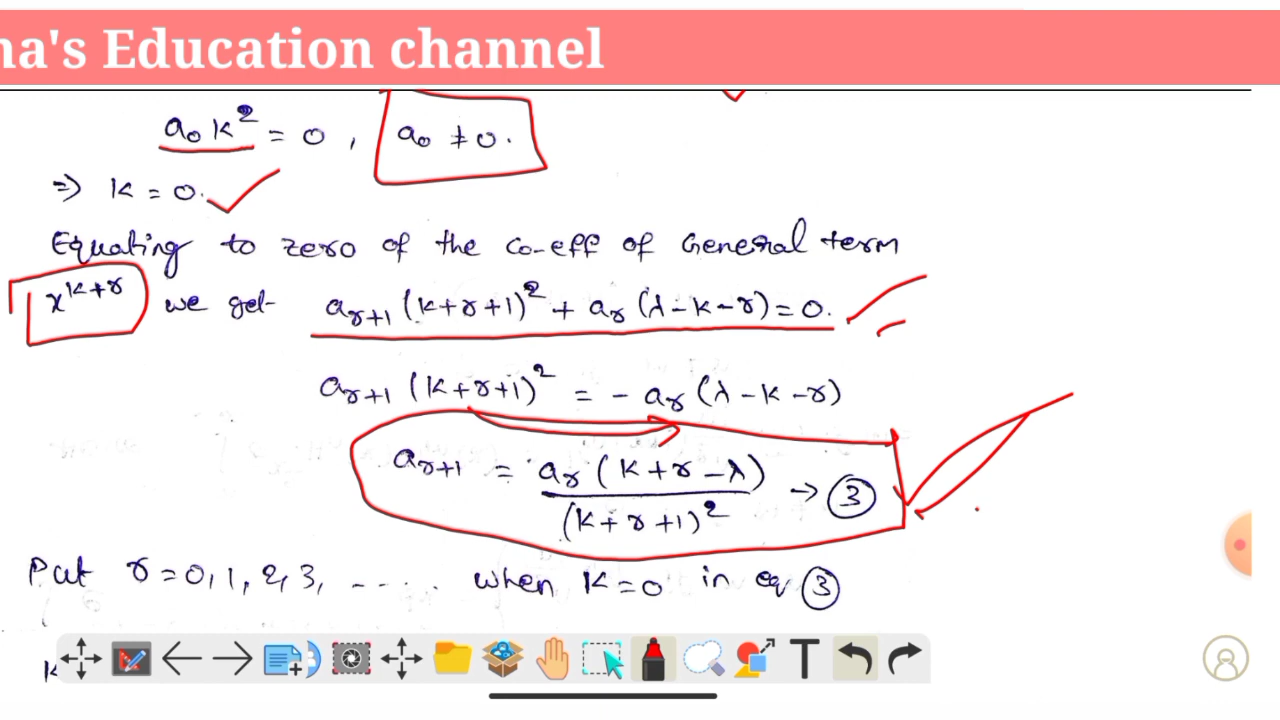 na's Education channel
a₀ k² = 0 , a₀ ≠ 0.
⇒ k = 0.
Equating to zero of the co-eff of General term
x^{k+r} we get a_{r+1} (k+r+1)² + a_r (λ-k-r) = 0.
a_{r+1} (k+r+1)² = - a_r (λ-k-r)
a_{r+1} = a_r (k+r-λ) / (k+r+1)² → ③
Put r = 0, 1, 2, 3, ..... when k=0 in eq ③
k
T